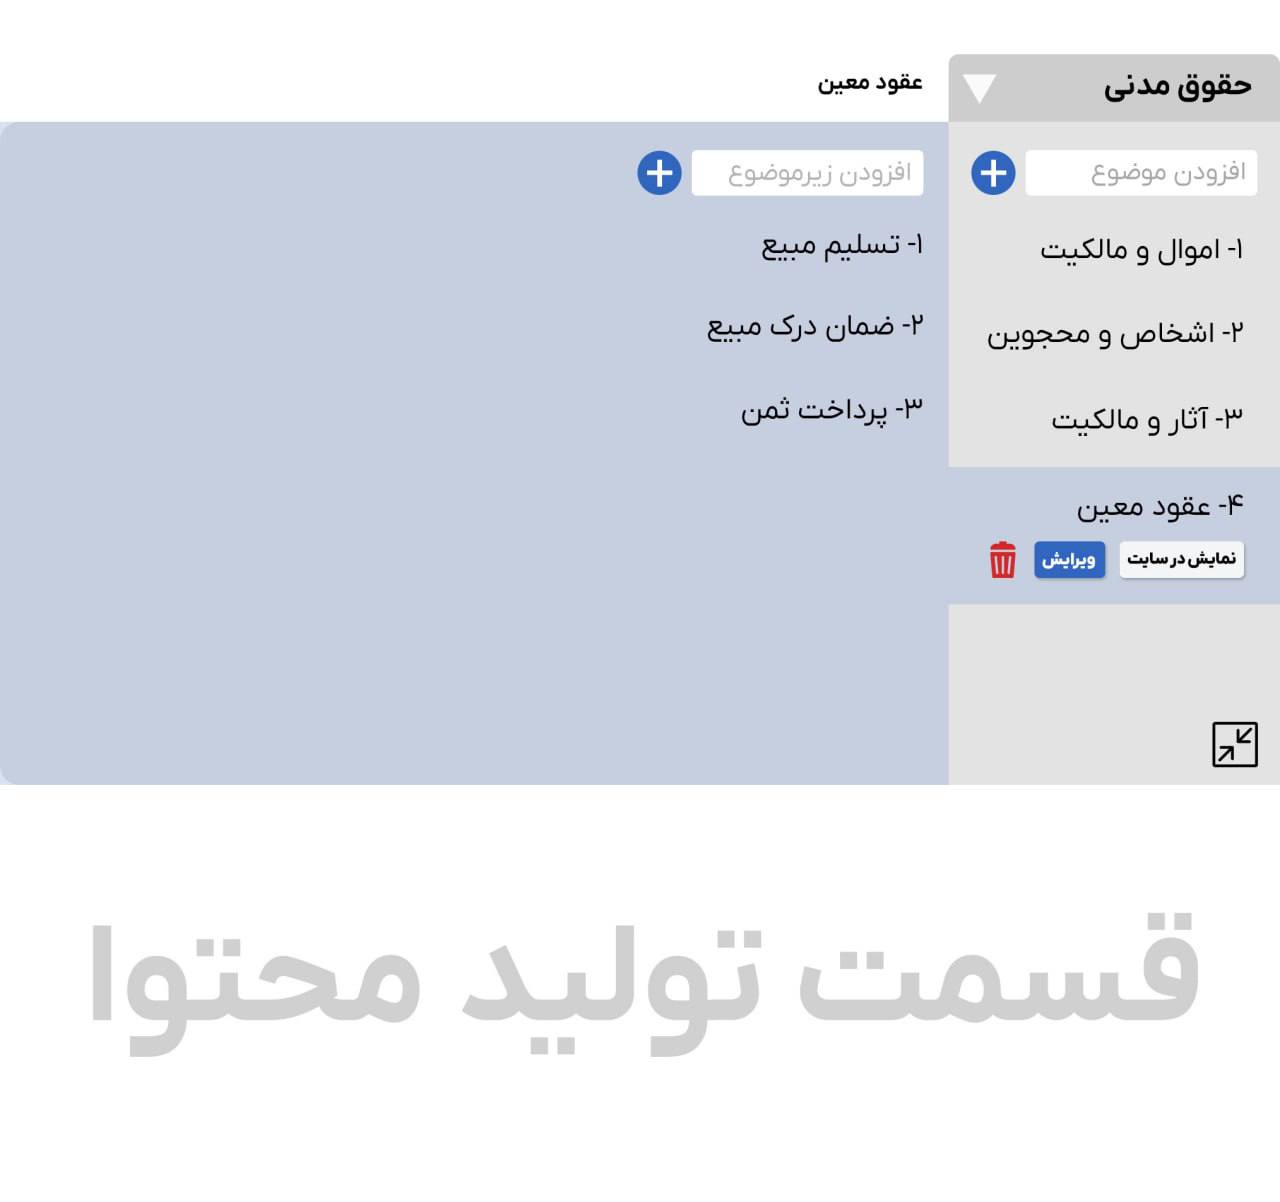 حقوق مدنی
افزودن موضوع
۱- اموال و مالکیت
۲- اشخاص و محجوین
۳- آثار و مالکیت
۴- عقود معین
نمایش در سایت
ویرایش
عقود معین
افزودن زیرموضوع
۱- تسلیم مبیع
۲- ضمان درک مبیع
۳- پرداخت ثمن
قسمت تولید محتوا